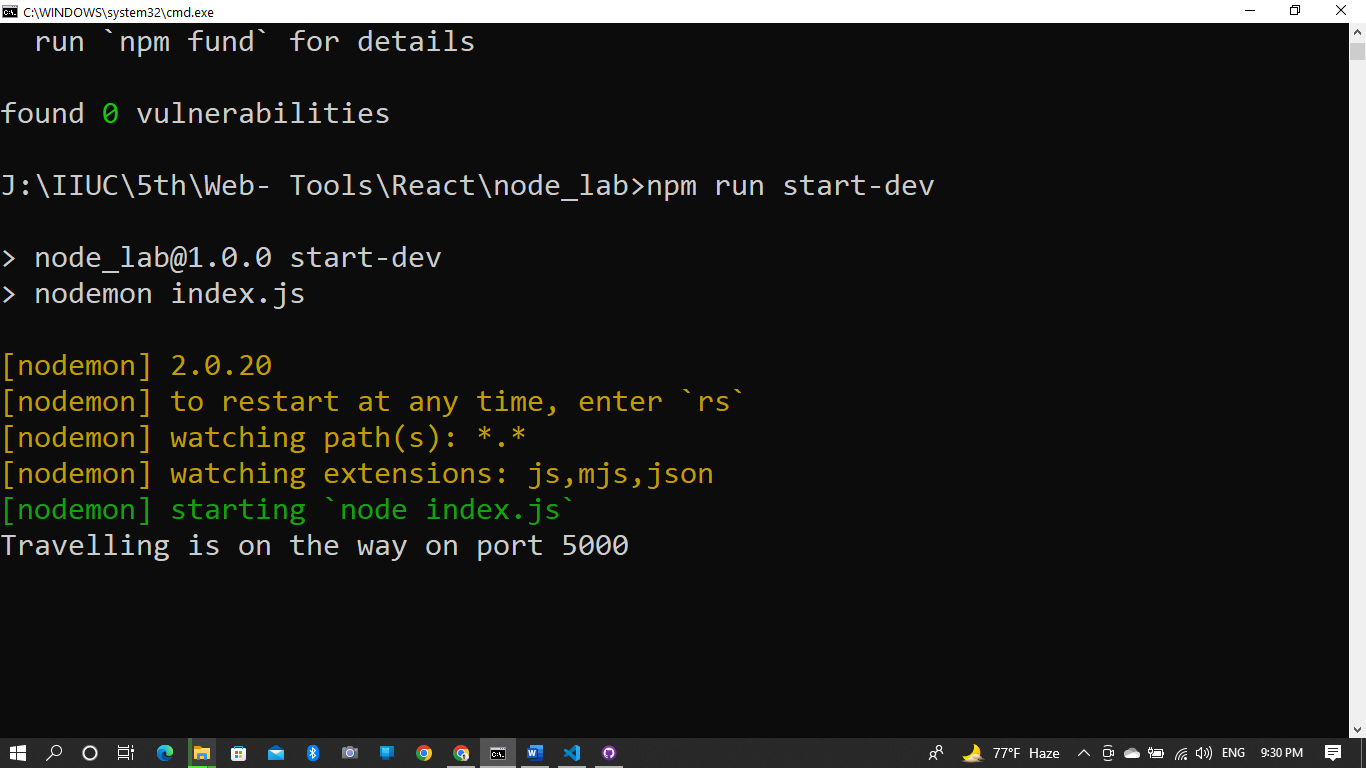 C:\WINDOWS\system32\cmd.exe
run `npm fund` for details
found 0 vulnerabilities
J:\IIUC\5th\Web- Tools\React\node_lab>npm run start-dev
> node_lab@1.0.0 start-dev
> nodemon index.js
[nodemon] 2.0.20
[nodemon] to restart at any time, enter `rs`
[nodemon] watching path(s): *.*
[nodemon] watching extensions: js,mjs,json
[nodemon] starting `node index.js`
Travelling is on the way on port 5000
77°F Haze ENG 9:30 PM